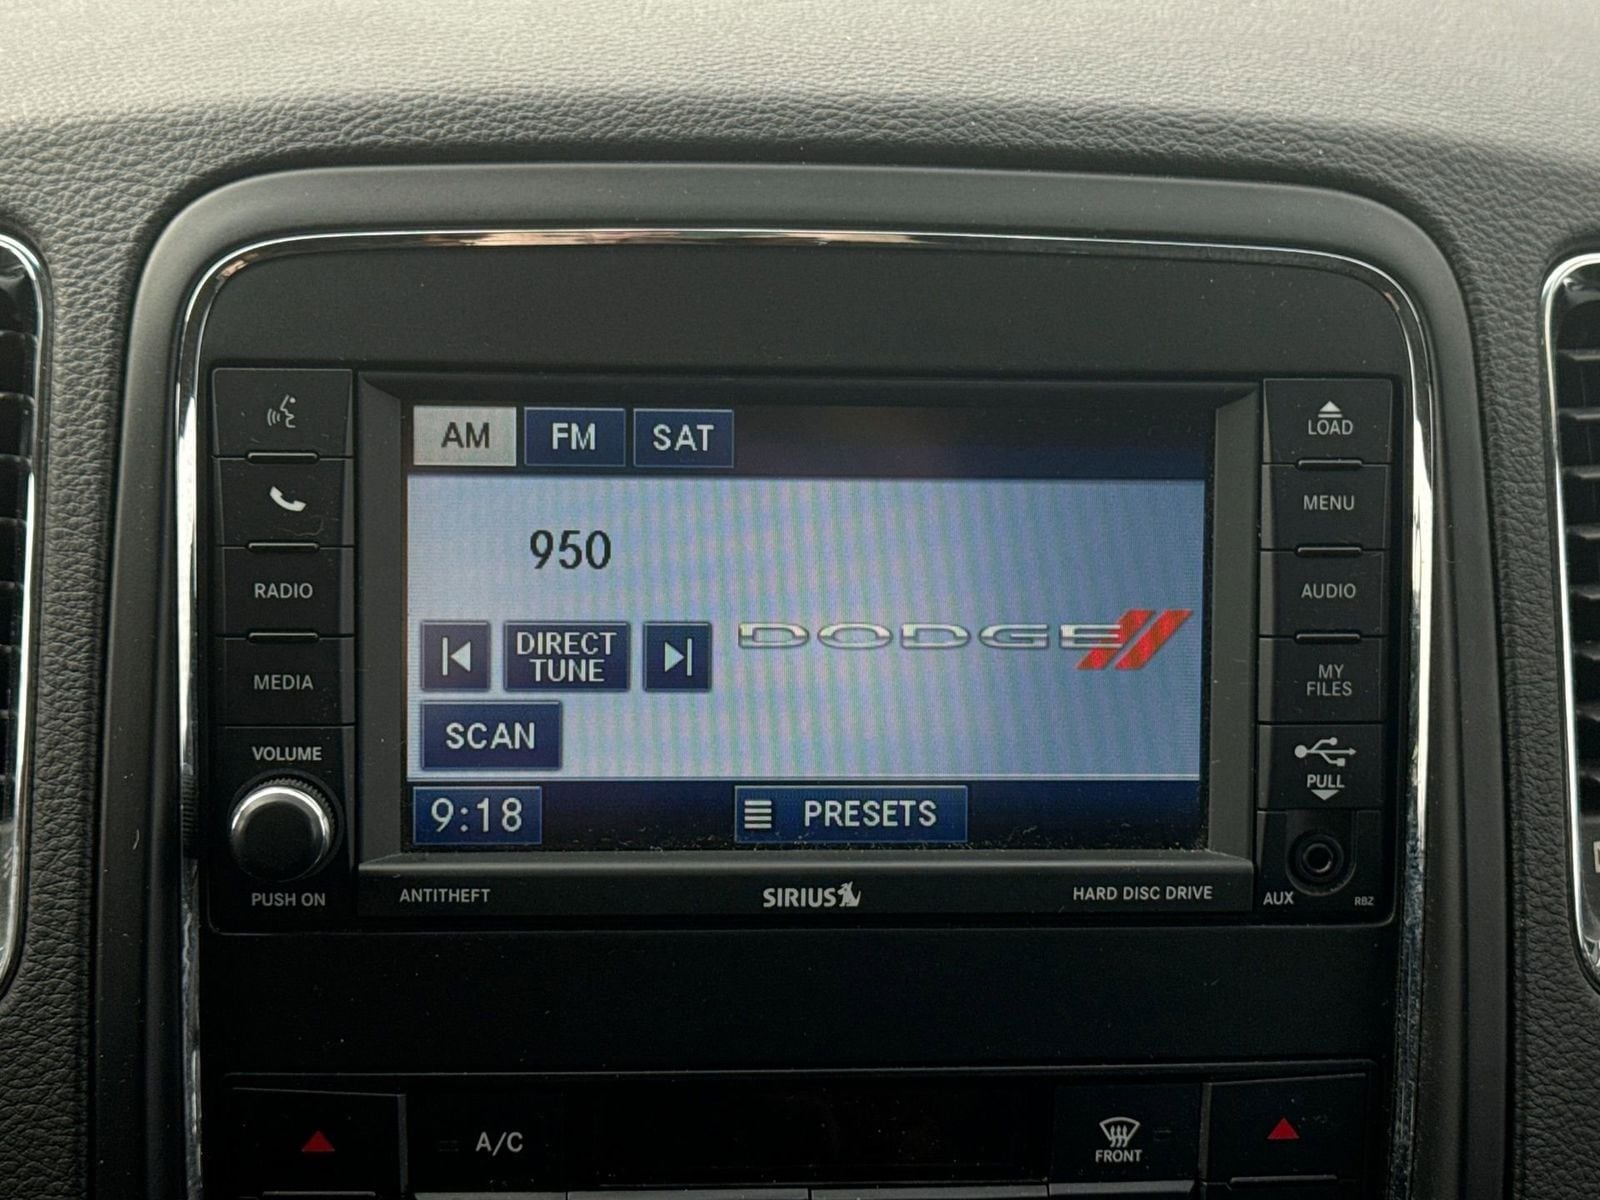 AM FM SAT
950
DIRECT
TUNE
SCAN
DODGE
9:18 PRESETS
RADIO
MEDIA
VOLUME
PUSH ON
LOAD
MENU
AUDIO
MY
FILES
PULL
AUX RBZ
ANTITHEFT SIRIUS HARD DISC DRIVE
A/C
FRONT